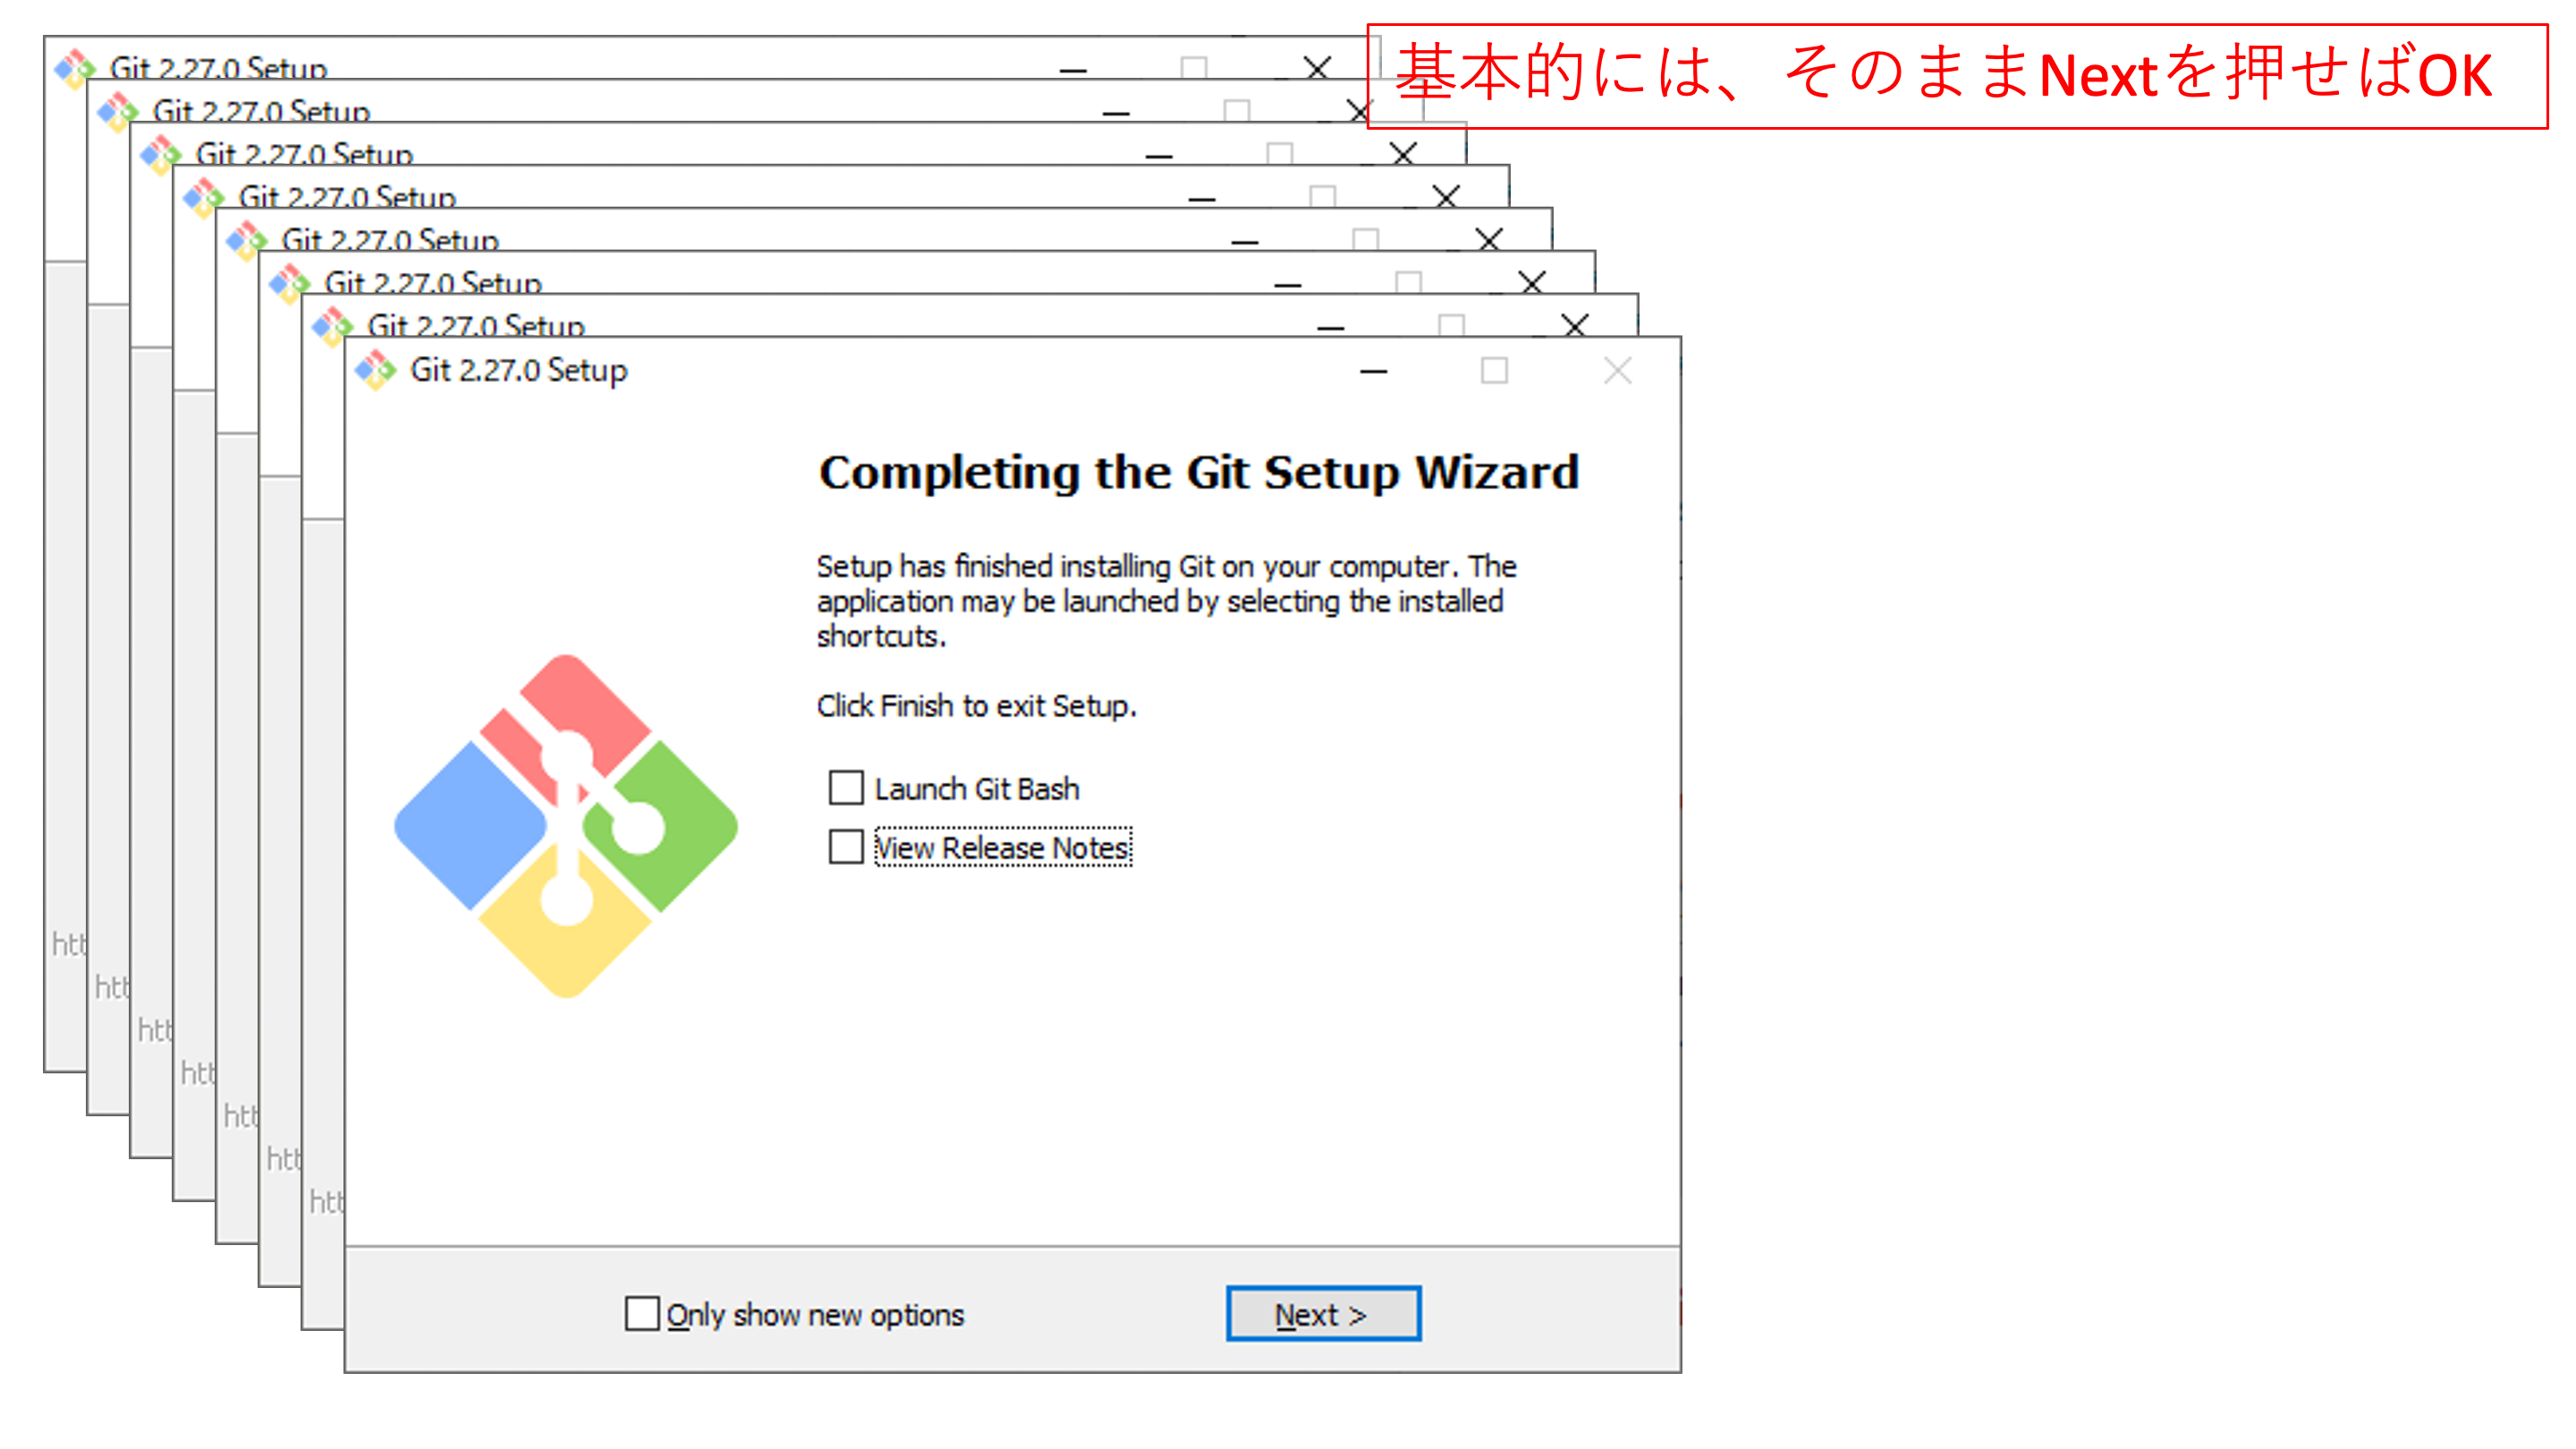 基本的には、そのままNextを押せばOK
Git 2.27.0 Setup
Git 2.27.0 Setup
Git 2.27.0 Setup
Git 2.27.0 Setup
Git 2.27.0 Setup
Git 2.27.0 Setup
Git 2.27.0 Setup
Git 2.27.0 Setup
Completing the Git Setup Wizard
Setup has finished installing Git on your computer. The
application may be launched by selecting the installed
shortcuts.
Click Finish to exit Setup.
Launch Git Bash
View Release Notes
htt
htt
htt
htt
htt
htt
htt
Only show new options
Next >